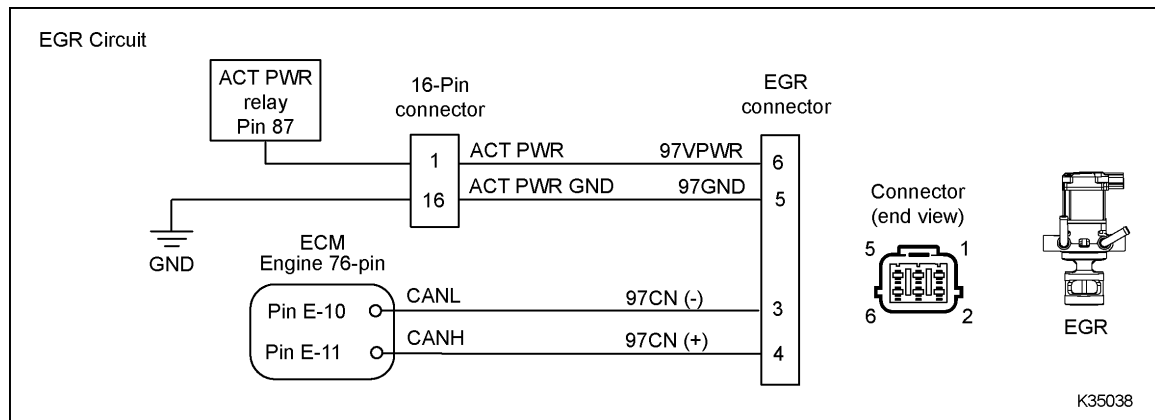 EGR Circuit
ACT PWR
relay
Pin 87
16-Pin
connector
EGR
connector
1
ACT PWR
97VPWR
6
16
ACT PWR GND
97GND
5
GND
ECM
Engine 76-pin
Pin E-10
CANL
97CN (-)
3
Pin E-11
CANH
97CN (+)
4
Connector
(end view)
5
1
6
2
EGR
K35038